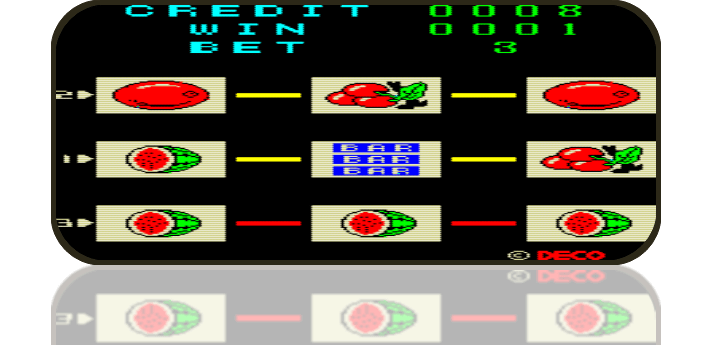 CREDIT 0008
WIN 0001
BET 3
2
1 BAR
BAR
BAR
3
© DECO
© DECO
3